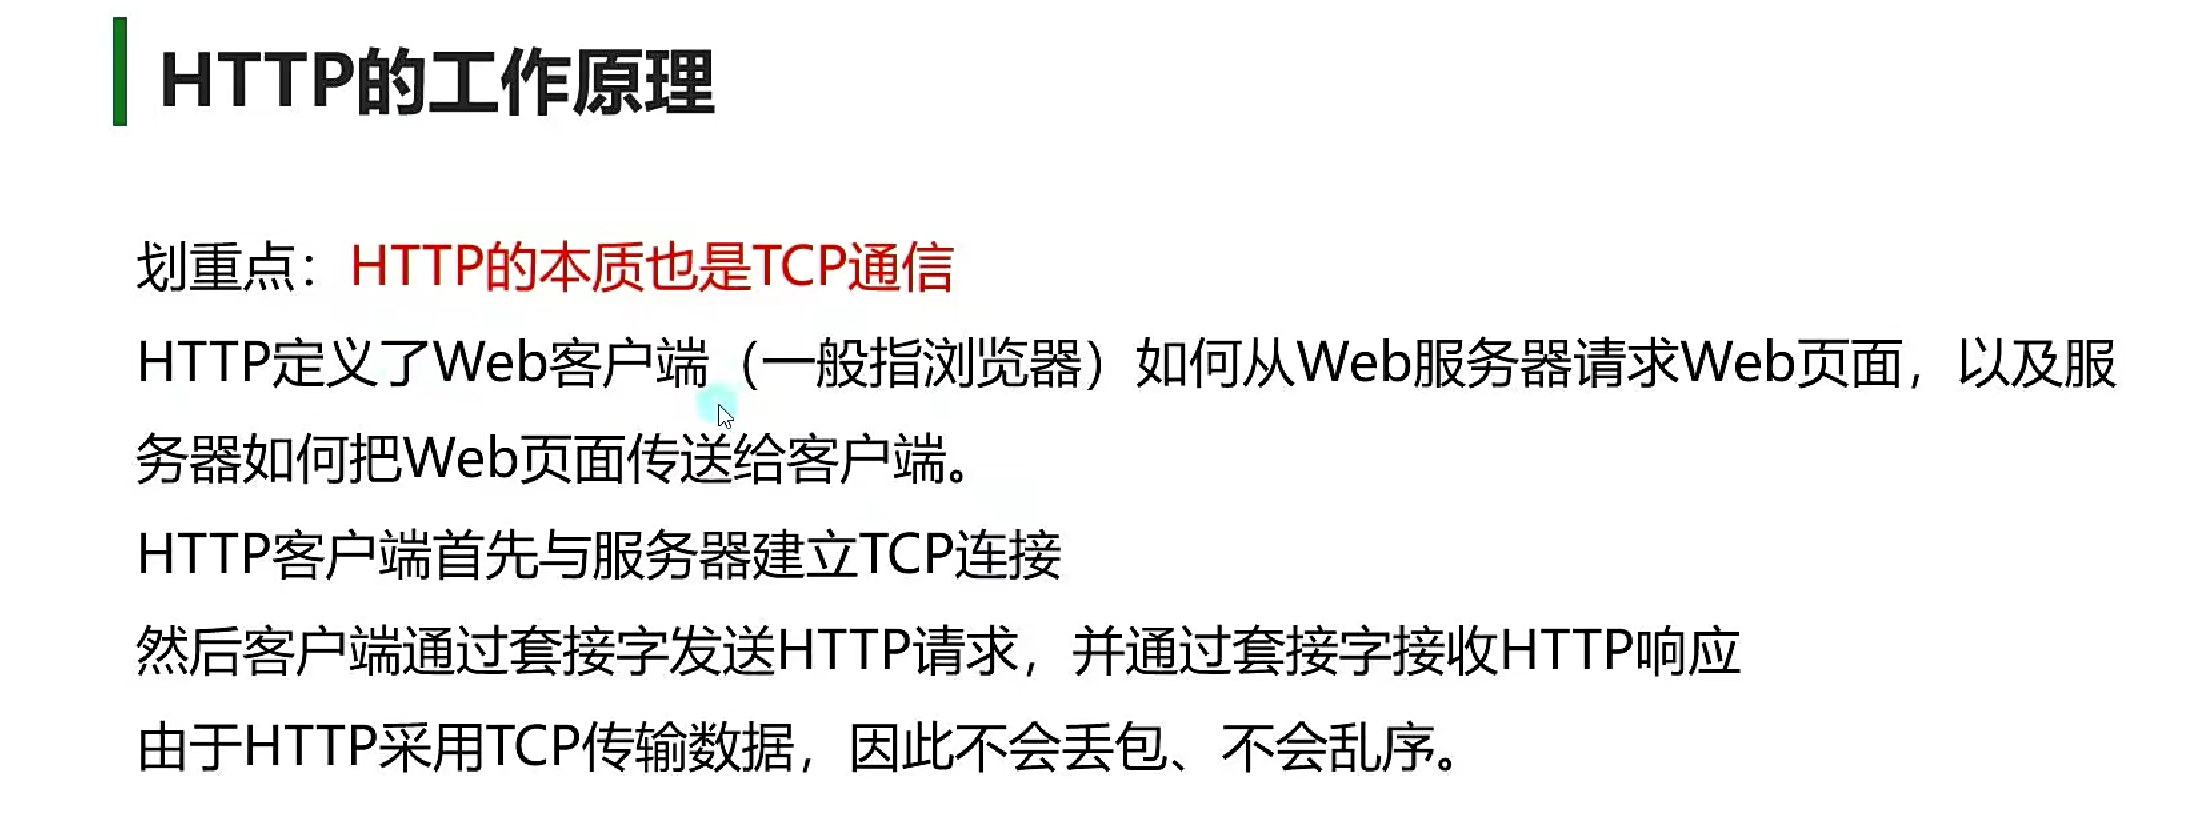 HTTP的工作原理
划重点：HTTP的本质也是TCP通信
HTTP定义了Web客户端（一般指浏览器）如何从Web服务器请求Web页面，以及服
务器如何把Web页面传送给客户端。
HTTP客户端首先与服务器建立TCP连接
然后客户端通过套接字发送HTTP请求，并通过套接字接收HTTP响应
由于HTTP采用TCP传输数据，因此不会丢包、不会乱序。